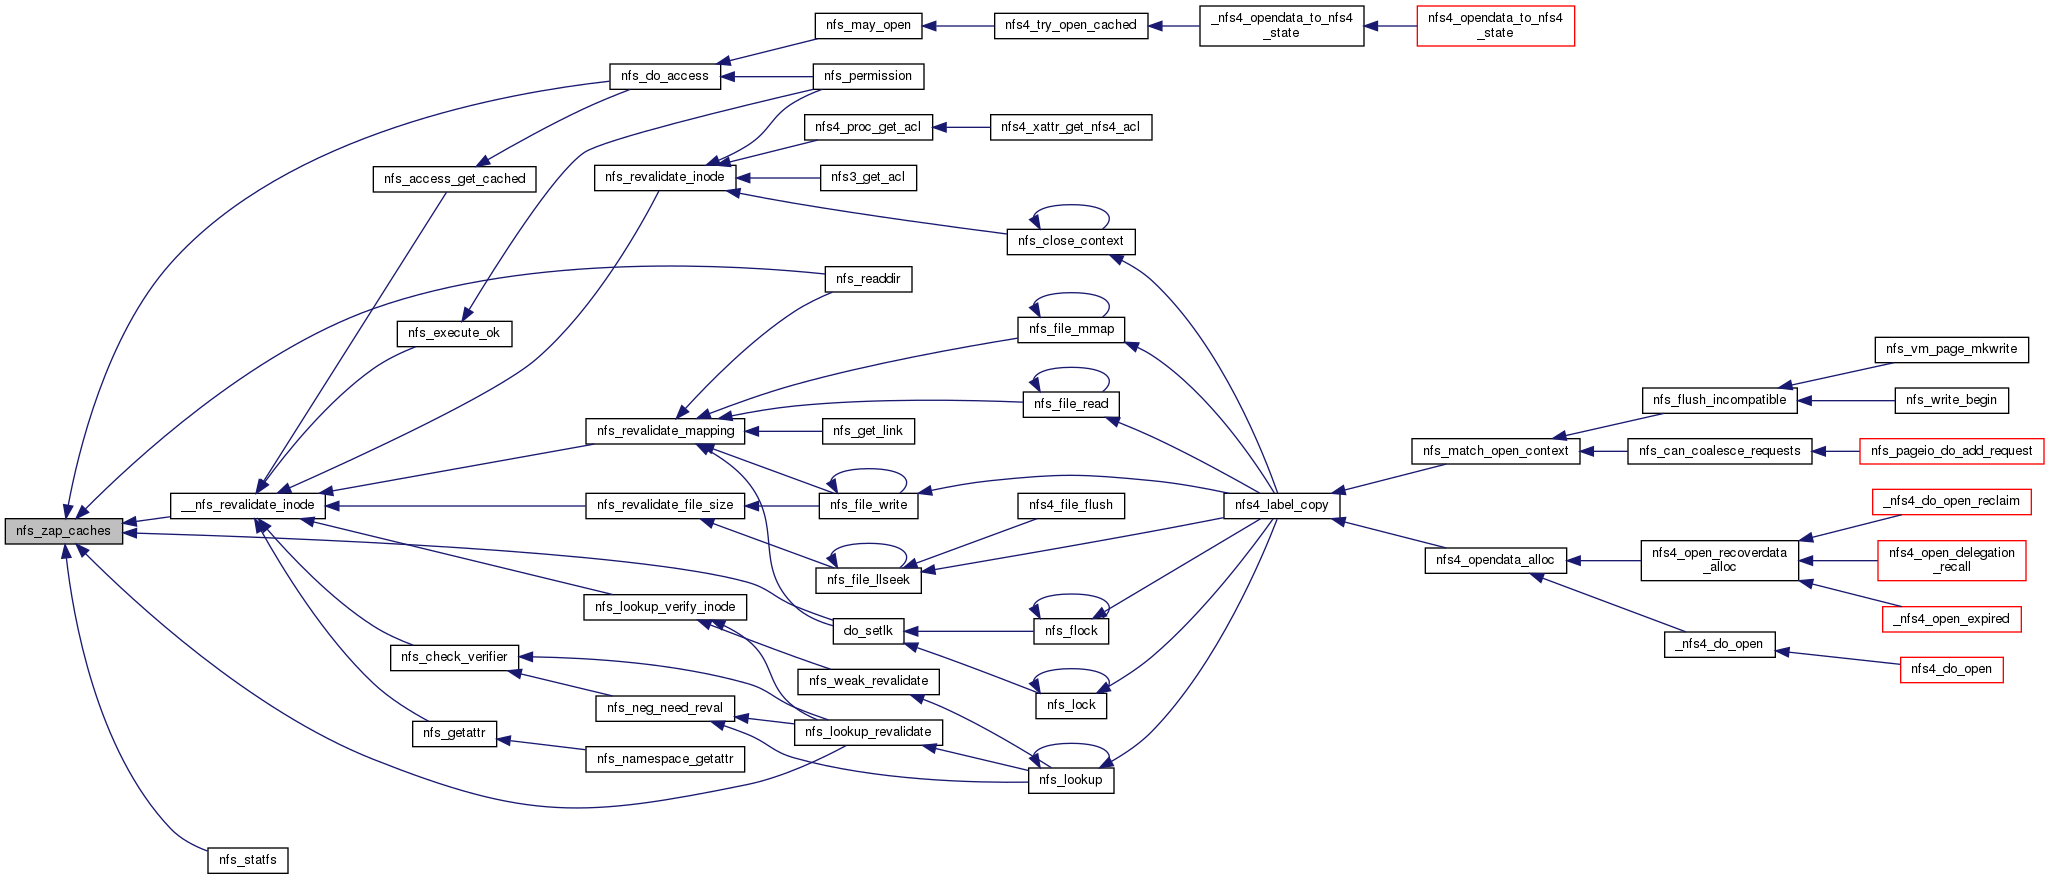 nfs_may_open
nfs4_try_open_cached
_nfs4_opendata_to_nfs4
_state
nfs4_opendata_to_nfs4
_state
nfs_do_access
nfs_permission
nfs4_proc_get_acl
nfs4_xattr_get_nfs4_acl
nfs_access_get_cached
nfs_revalidate_inode
nfs3_get_acl
nfs_close_context
nfs_readdir
nfs_execute_ok
nfs_file_mmap
nfs_vm_page_mkwrite
nfs_file_read
nfs_flush_incompatible
nfs_write_begin
nfs_revalidate_mapping
nfs_get_link
nfs_match_open_context
nfs_can_coalesce_requests
nfs_pageio_do_add_request
__nfs_revalidate_inode
nfs_revalidate_file_size
nfs_file_write
nfs4_file_flush
nfs4_label_copy
_nfs4_do_open_reclaim
nfs_zap_caches
nfs4_opendata_alloc
nfs4_open_recoverdata
_alloc
nfs4_open_delegation
_recall
nfs_file_llseek
nfs_lookup_verify_inode
do_setlk
nfs_flock
_nfs4_open_expired
nfs_check_verifier
_nfs4_do_open
nfs4_do_open
nfs_weak_revalidate
nfs_neg_need_reval
nfs_lock
nfs_getattr
nfs_lookup_revalidate
nfs_namespace_getattr
nfs_lookup
nfs_statfs